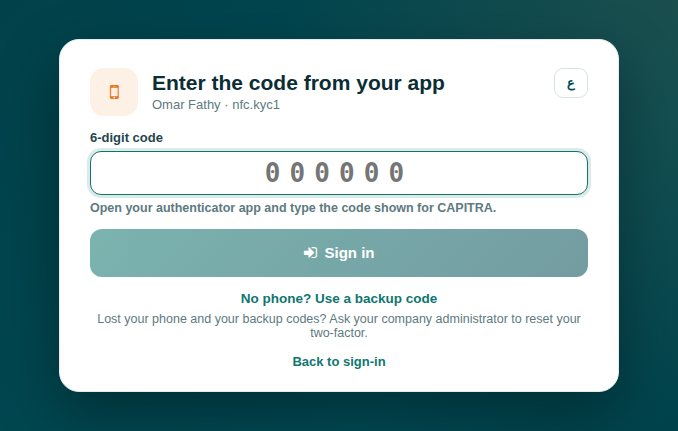 Enter the code from your app
Omar Fathy · nfc.kyc1
ع
6-digit code
000000
Open your authenticator app and type the code shown for CAPITRA.
Sign in
No phone? Use a backup code
Lost your phone and your backup codes? Ask your company administrator to reset your
two-factor.
Back to sign-in